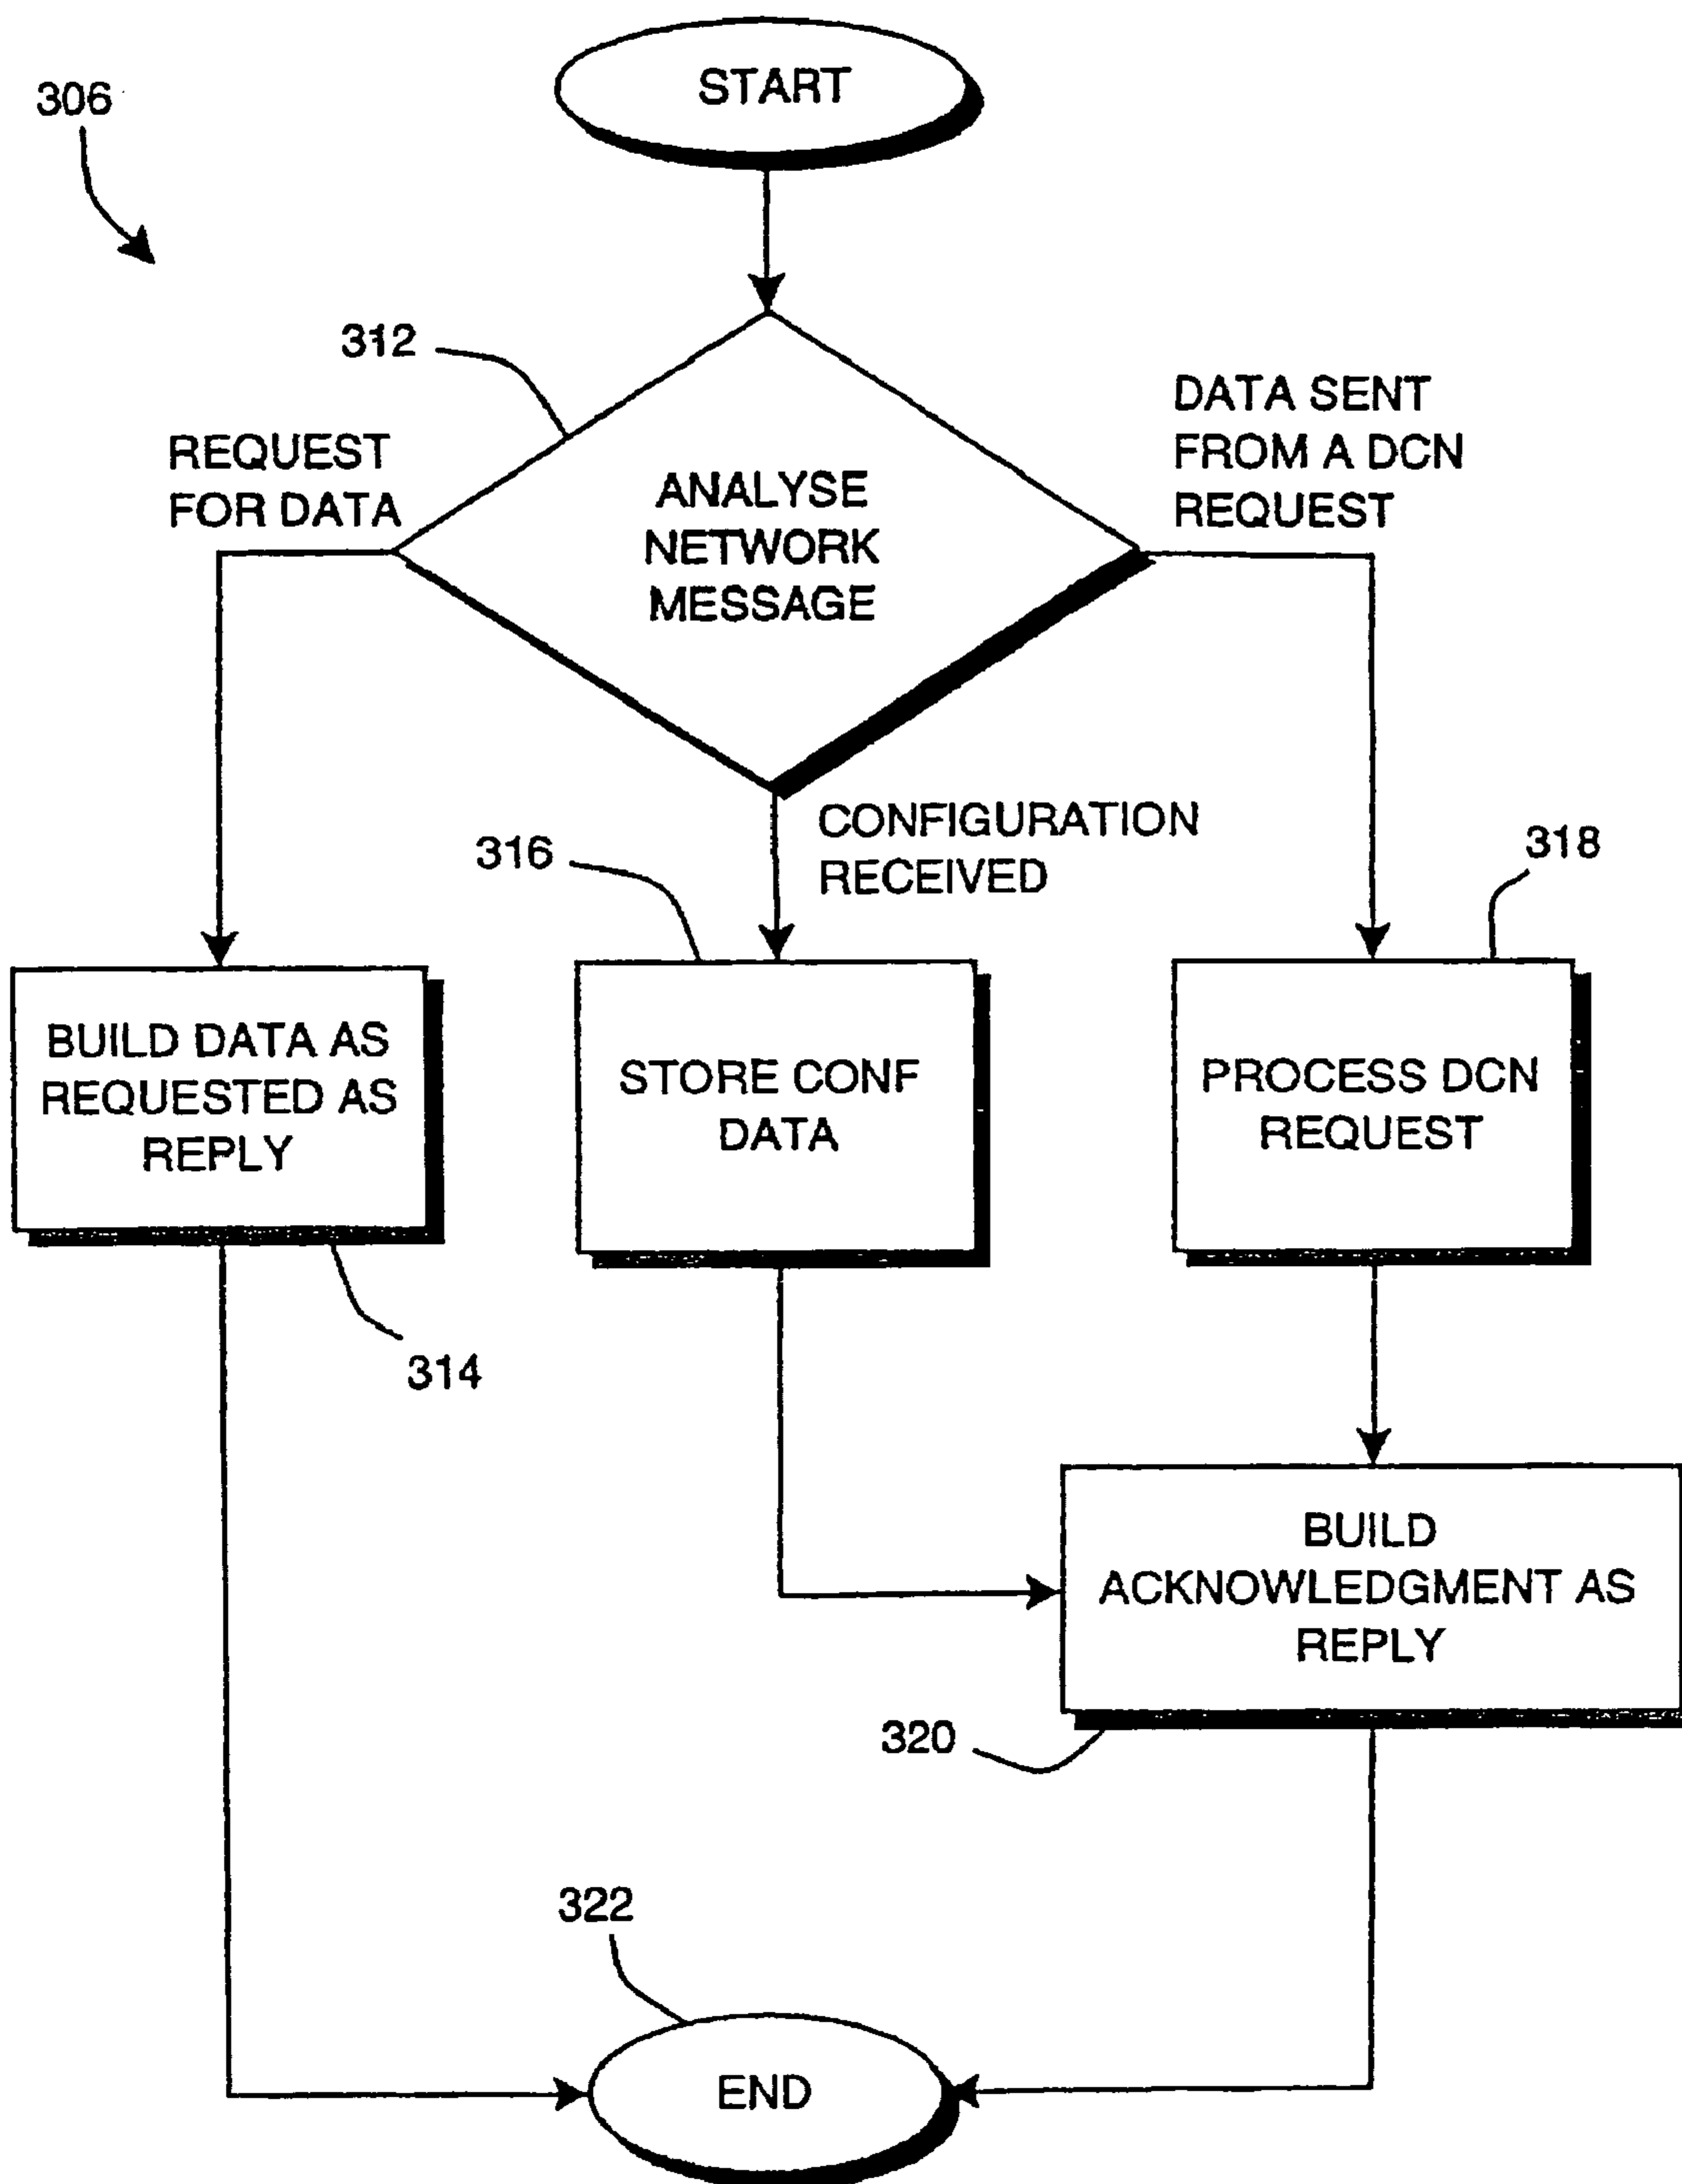 START
306
312
REQUEST
FOR DATA
ANALYSE
NETWORK
MESSAGE
DATA SENT
FROM A DCN
REQUEST
CONFIGURATION
RECEIVED
316
318
BUILD DATA AS
REQUESTED AS
REPLY
STORE CONF
DATA
PROCESS DCN
REQUEST
314
BUILD
ACKNOWLEDGMENT AS
REPLY
320
322
END